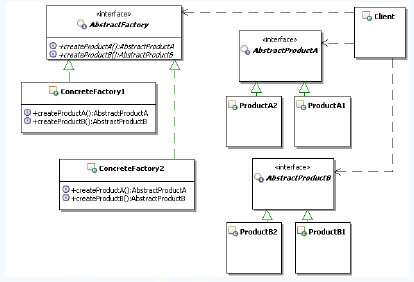 «interface»
AbstractFactory
+createProductA():AbstractProductA
+createProductB():AbstractProductB
Client
«interface»
AbstractProductA
ConcreteFactory1
+createProductA():AbstractProductA
+createProductB():AbstractProductB
ProductA2
ProductA1
ConcreteFactory2
+createProductA():AbstractProductA
+createProductB():AbstractProductB
«interface»
AbstractProductB
ProductB2
ProductB1